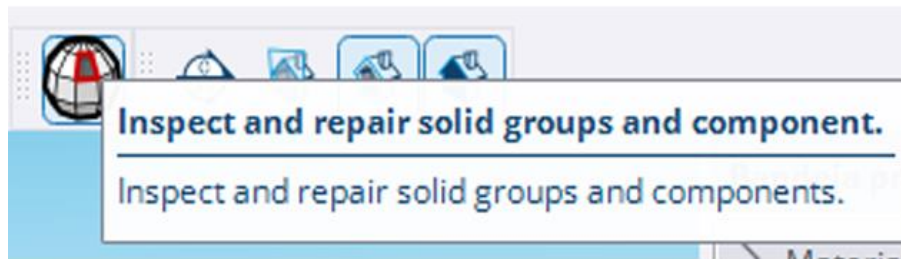 Inspect and repair solid groups and component.
Inspect and repair solid groups and components.